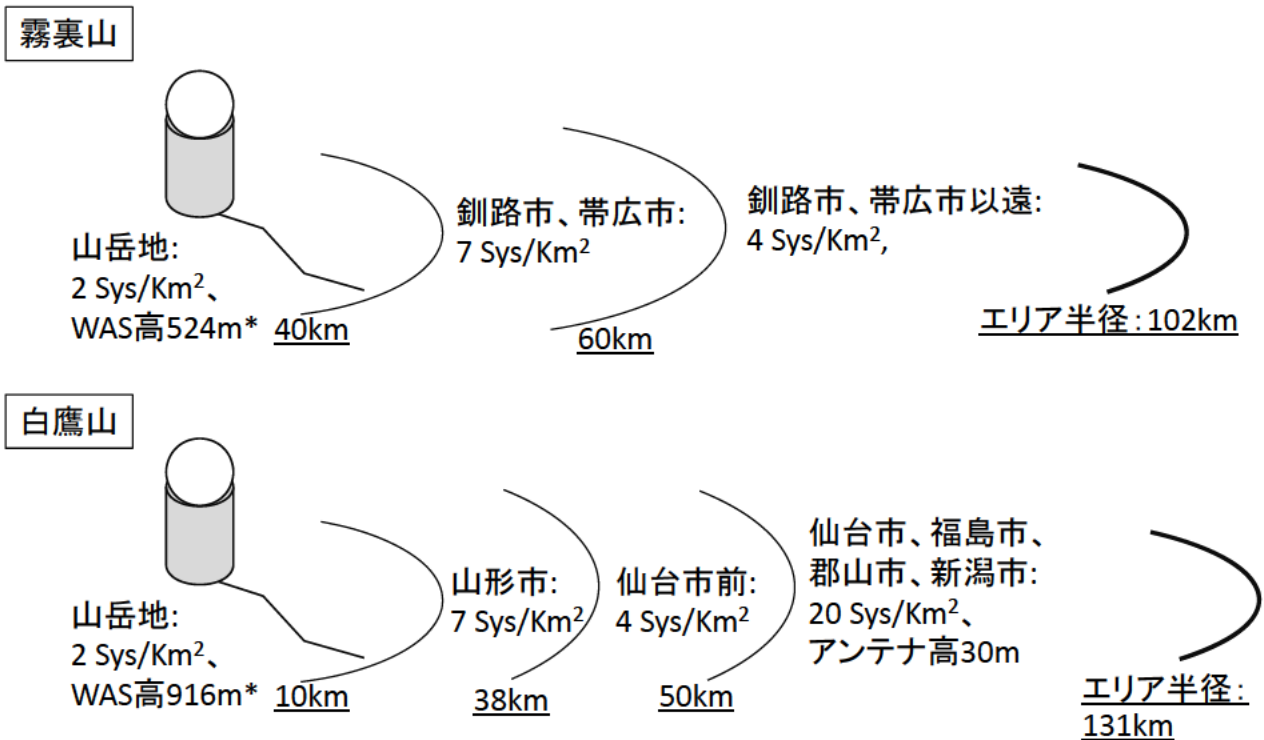 霧裏山
山岳地:
2 Sys/Km²、
WAS高524m*
40km
釧路市、帯広市:
7 Sys/Km²
60km
釧路市、帯広市以遠:
4 Sys/Km²,
エリア半径：102km
白鷹山
山岳地:
2 Sys/Km²、
WAS高916m*
10km
山形市:
7 Sys/Km²
38km
仙台市前:
4 Sys/Km²
50km
仙台市、福島市、
郡山市、新潟市:
20 Sys/Km²、
アンテナ高30m
エリア半径：
131km